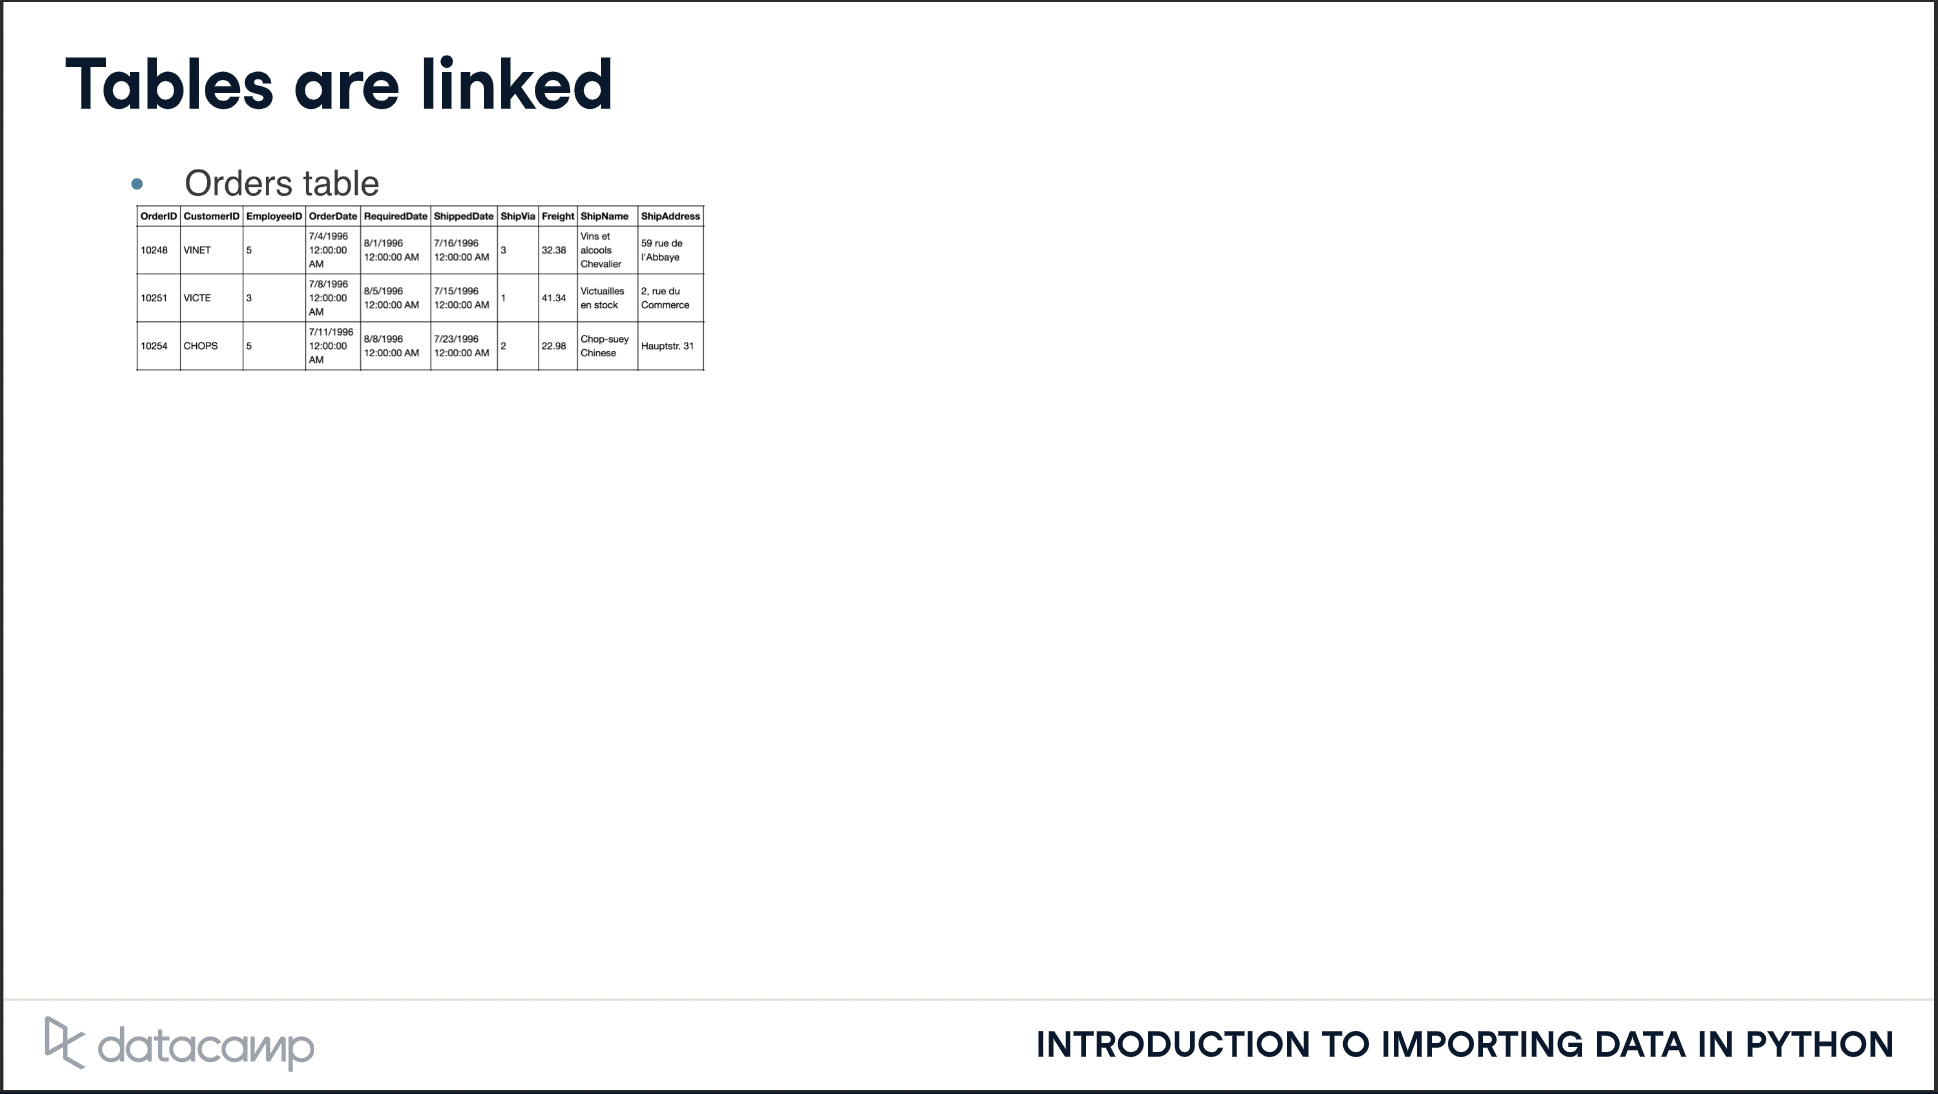 Tables are linked
• Orders table
OrderID CustomerID EmployeeID OrderDate RequiredDate ShippedDate ShipVia Freight ShipName ShipAddress
10248 VINET 5 7/4/1996 12:00:00 AM 8/1/1996 12:00:00 AM 7/16/1996 12:00:00 AM 3 32.38 Vins et alcools Chevalier 59 rue de l'Abbaye
10251 VICTE 3 7/8/1996 12:00:00 AM 8/5/1996 12:00:00 AM 7/15/1996 12:00:00 AM 1 41.34 Victuailles en stock 2, rue du Commerce
10254 CHOPS 5 7/11/1996 12:00:00 AM 8/8/1996 12:00:00 AM 7/23/1996 12:00:00 AM 2 22.98 Chop-suey Chinese Hauptstr. 31
datacamp
INTRODUCTION TO IMPORTING DATA IN PYTHON